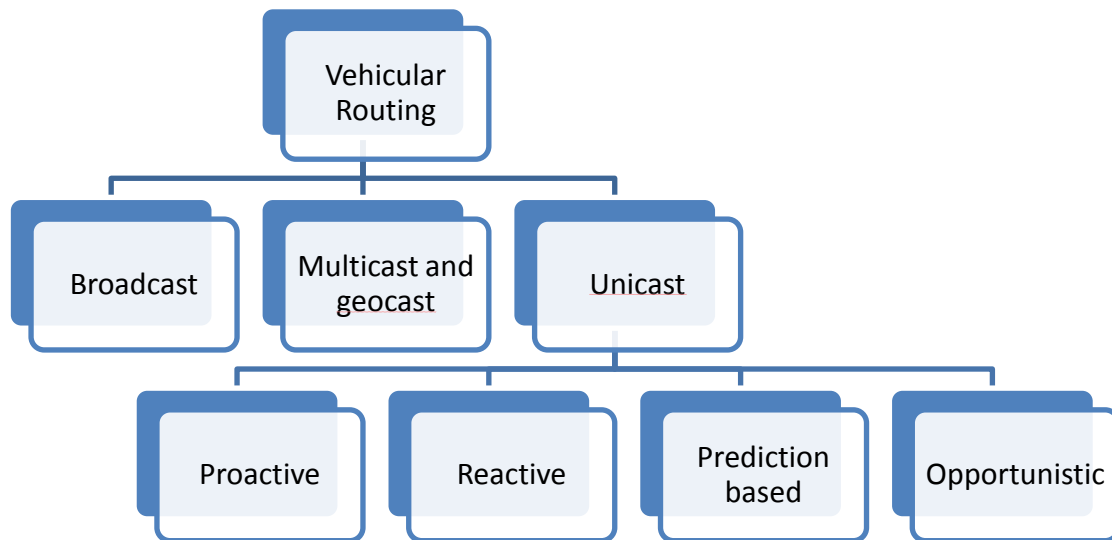 Vehicular
Routing
Broadcast
Multicast and
geocast
Unicast
Proactive
Reactive
Prediction
based
Opportunistic